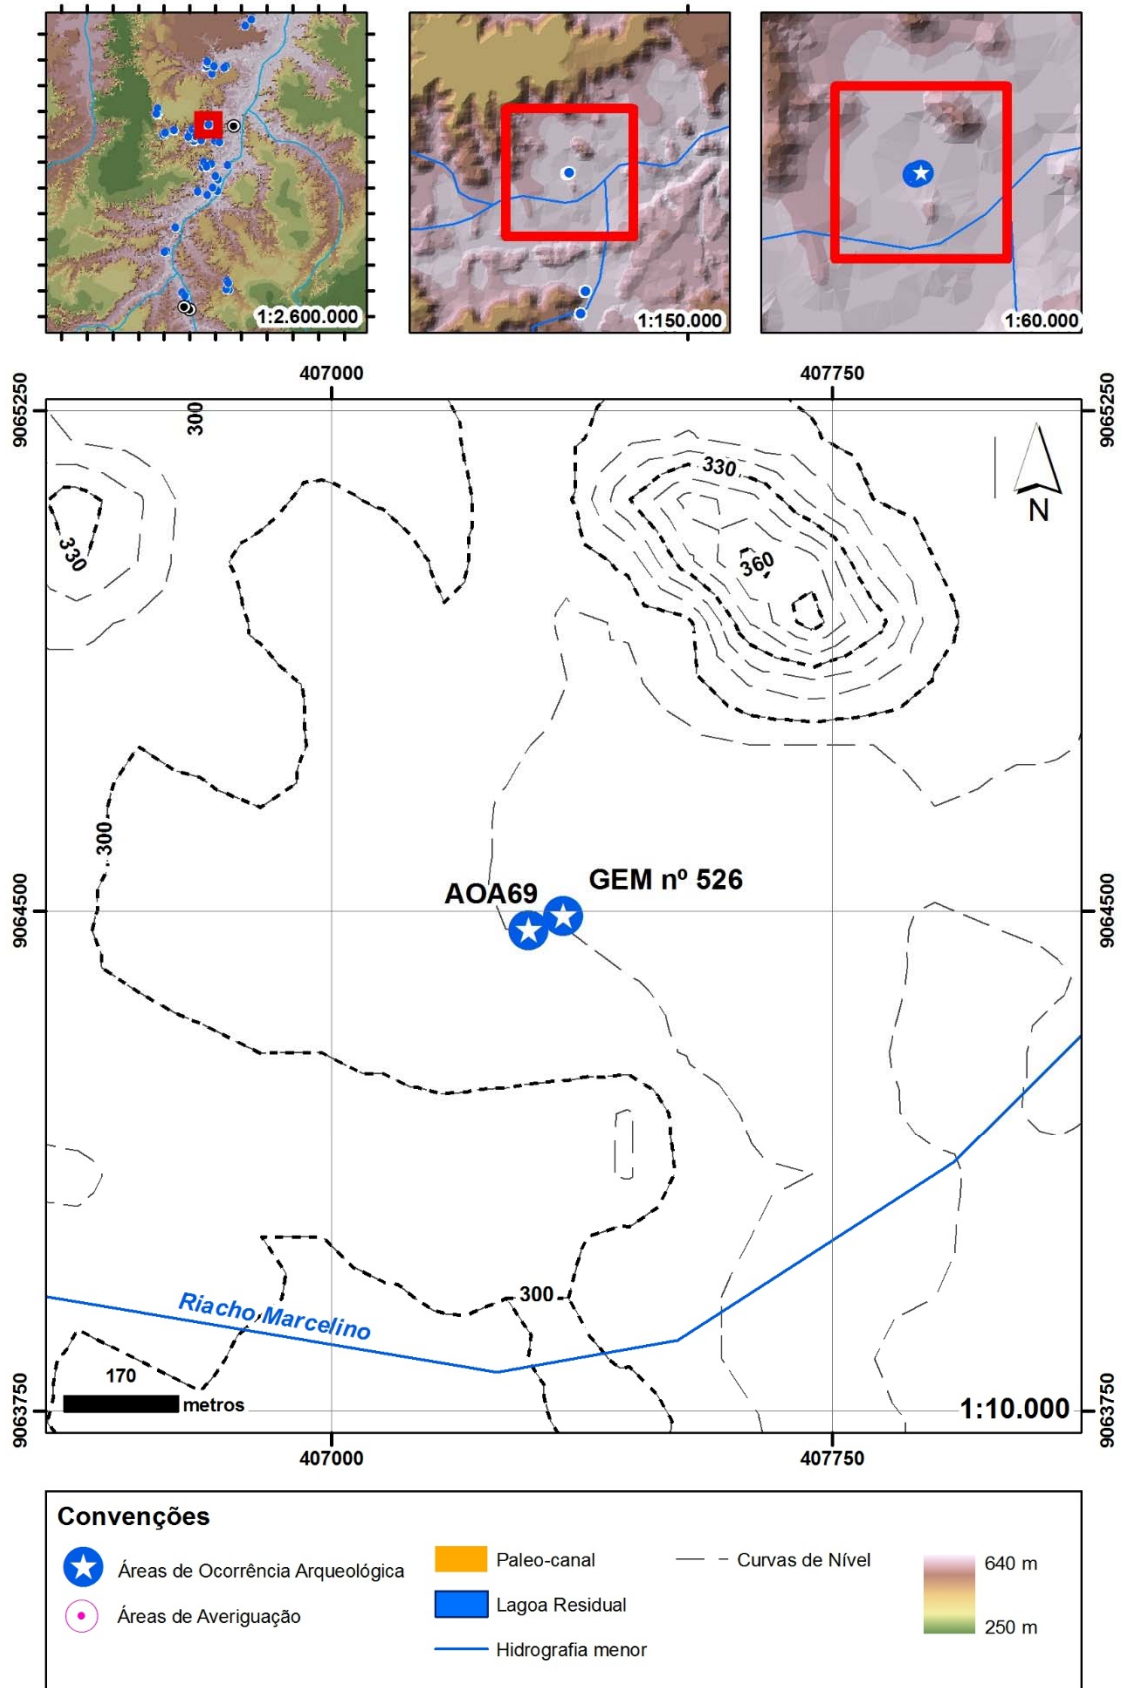 1:2.600.000
1:150.000
1:60.000
407000
407750
9065250
9065250
300
330
330
360
N
300
AOA69
GEM nº 526
9064500
9064500
300
Riacho Marcelino
170
metros
1:10.000
9063750
9063750
407000
407750
Convenções
Áreas de Ocorrência Arqueológica
Áreas de Averiguação
Paleo-canal
Lagoa Residual
Hidrografia menor
Curvas de Nível
640 m
250 m